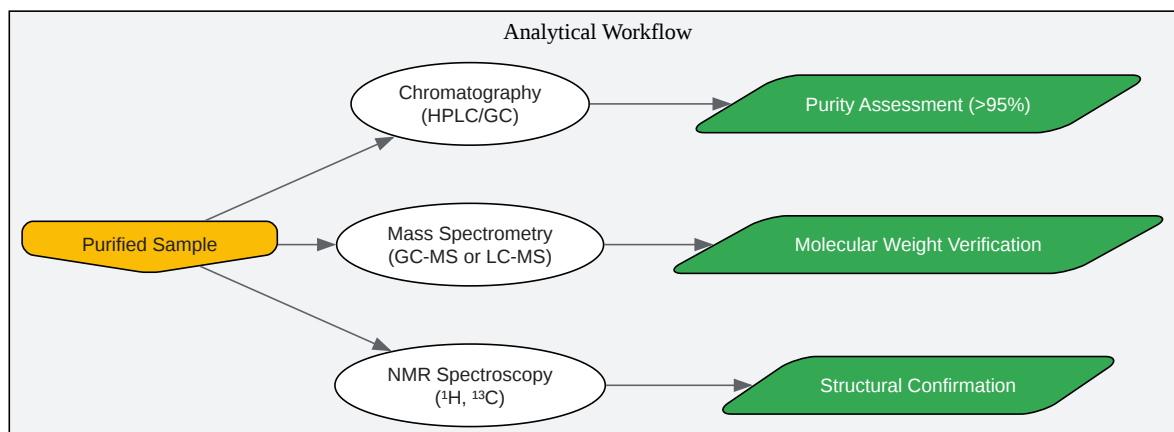 Analytical Workflow
Chromatography
(HPLC/GC)
Purity Assessment (>95%)
Purified Sample
Mass Spectrometry
(GC-MS or LC-MS)
Molecular Weight Verification
NMR Spectroscopy
(¹H, ¹³C)
Structural Confirmation